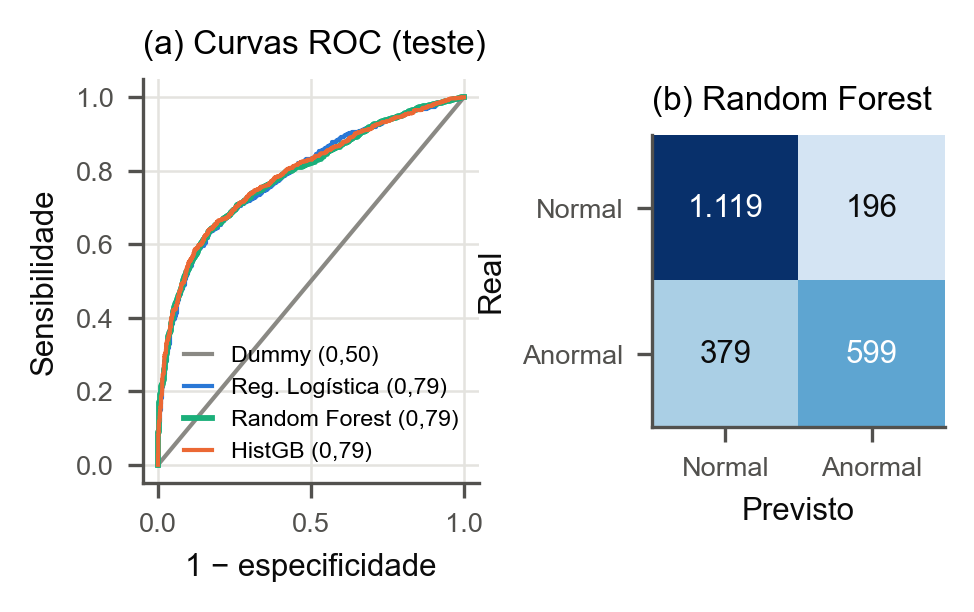 (a) Curvas ROC (teste)
Sensibilidade
1.0
0.8
0.6
0.4
0.2
0.0
Dummy (0,50)
Reg. Logística (0,79)
Random Forest (0,79)
HistGB (0,79)
0.0 0.5 1.0
1 − especificidade
(b) Random Forest
Real
Normal 1.119 196
Anormal 379 599
Normal Anormal
Previsto